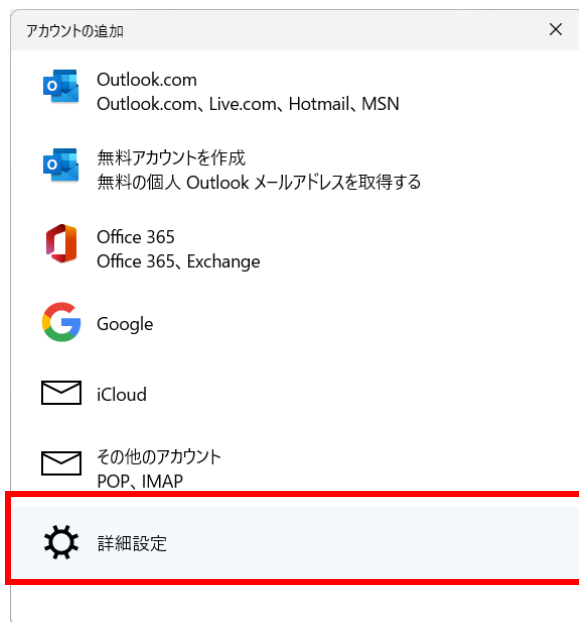 アカウントの追加
Outlook.com
Outlook.com、Live.com、Hotmail、MSN
無料アカウントを作成
無料の個人 Outlook メールアドレスを取得する
Office 365
Office 365、Exchange
Google
iCloud
その他のアカウント
POP、IMAP
詳細設定